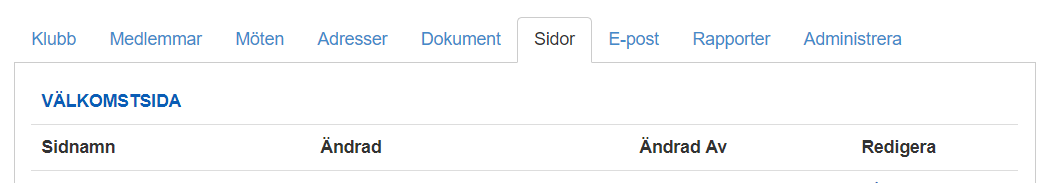 Klubb Medlemmar Möten Adresser Dokument Sidor E-post Rapporter Administrera
VÄLKOMSTSIDA
Sidnamn Ändrad Ändrad Av Redigera